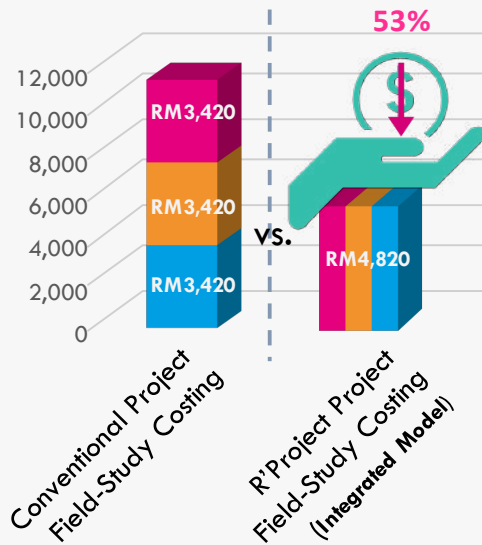 53%
$
12,000
10,000
8,000
6,000
4,000
2,000
0
RM3,420
RM3,420
RM3,420
vs.
RM4,820
Conventional Project
Field-Study Costing
R'Project Project
Field-Study Costing
(Integrated Model)